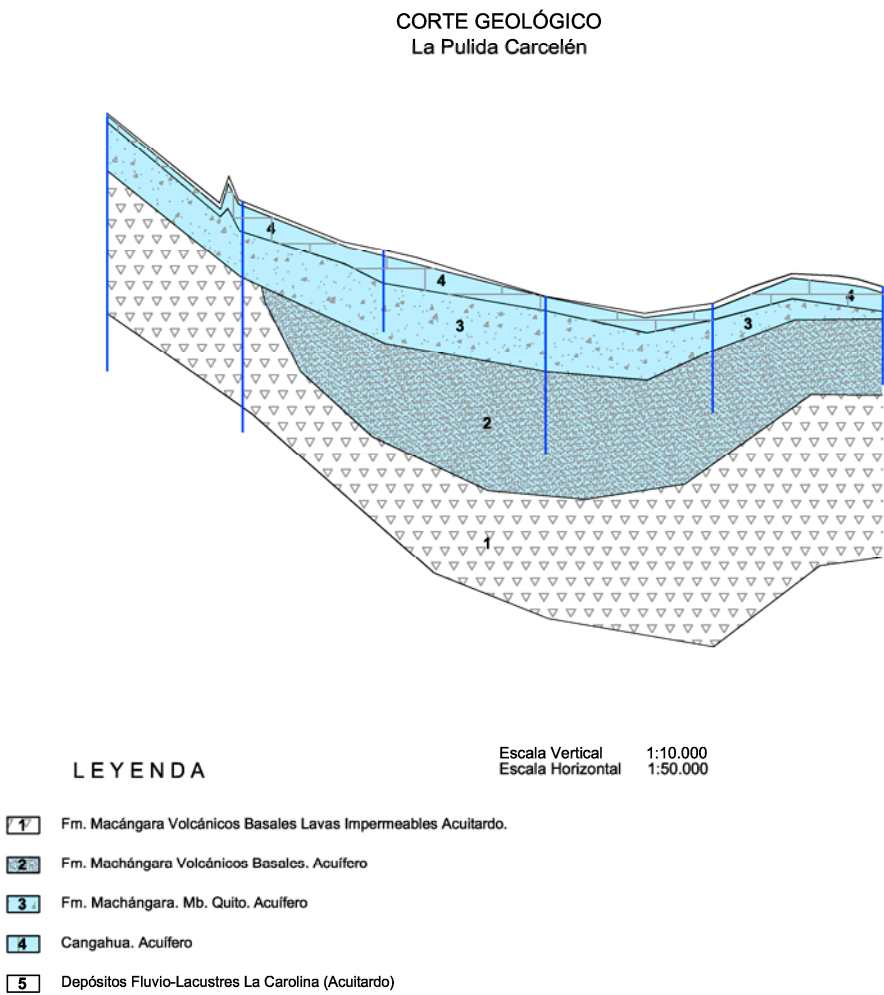 CORTE GEOLÓGICO
La Pulida Carcelén
4
4
4
3
3
2
1
Escala Vertical 1:10.000
Escala Horizontal 1:50.000
LEYENDA
1 Fm. Macángara Volcánicos Basales Lavas Impermeables Acuitardo.
2 Fm. Machángara Volcánicos Basales. Acuífero
3 Fm. Machángara. Mb. Quito. Acuífero
4 Cangahua. Acuífero
5 Depósitos Fluvio-Lacustres La Carolina (Acuitardo)